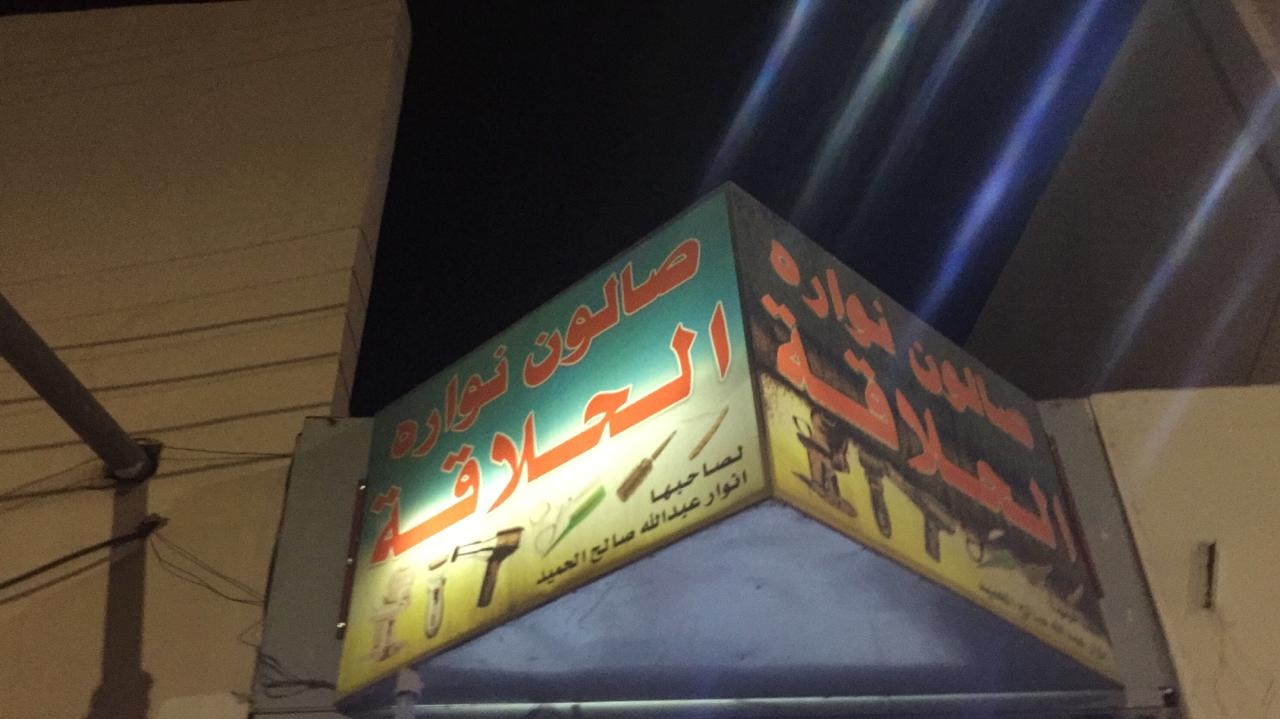 صالون نواره
الحلاقة
لصاحبها
انوار عبدالله صالح الحميد
صالون نواره
الحلاقة